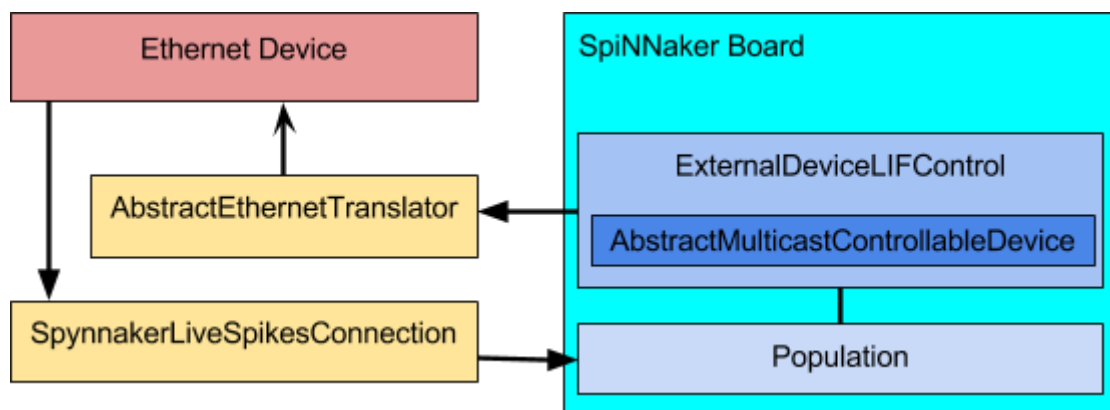 Ethernet Device
SpiNNaker Board
ExternalDeviceLIFControl
AbstractEthernetTranslator
AbstractMulticastControllableDevice
SpynnakerLiveSpikesConnection
Population